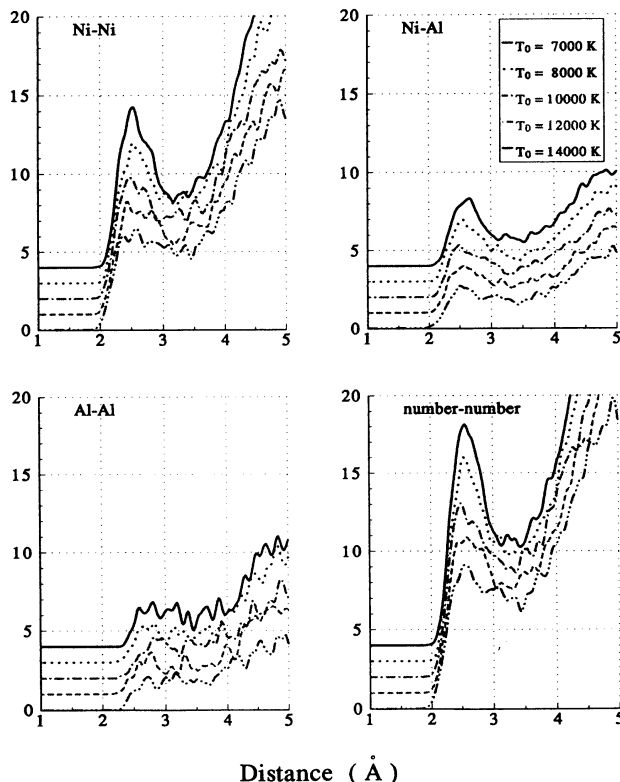 Ni-Ni
20
15
10
5
0
1 2 3 4 5
Ni-Al
T₀ = 7000 K
T₀ = 8000 K
T₀ = 10000 K
T₀ = 12000 K
T₀ = 14000 K
20
15
10
5
0
1 2 3 4 5
Al-Al
20
15
10
5
0
1 2 3 4 5
number-number
20
15
10
5
0
1 2 3 4 5
Distance ( Å )